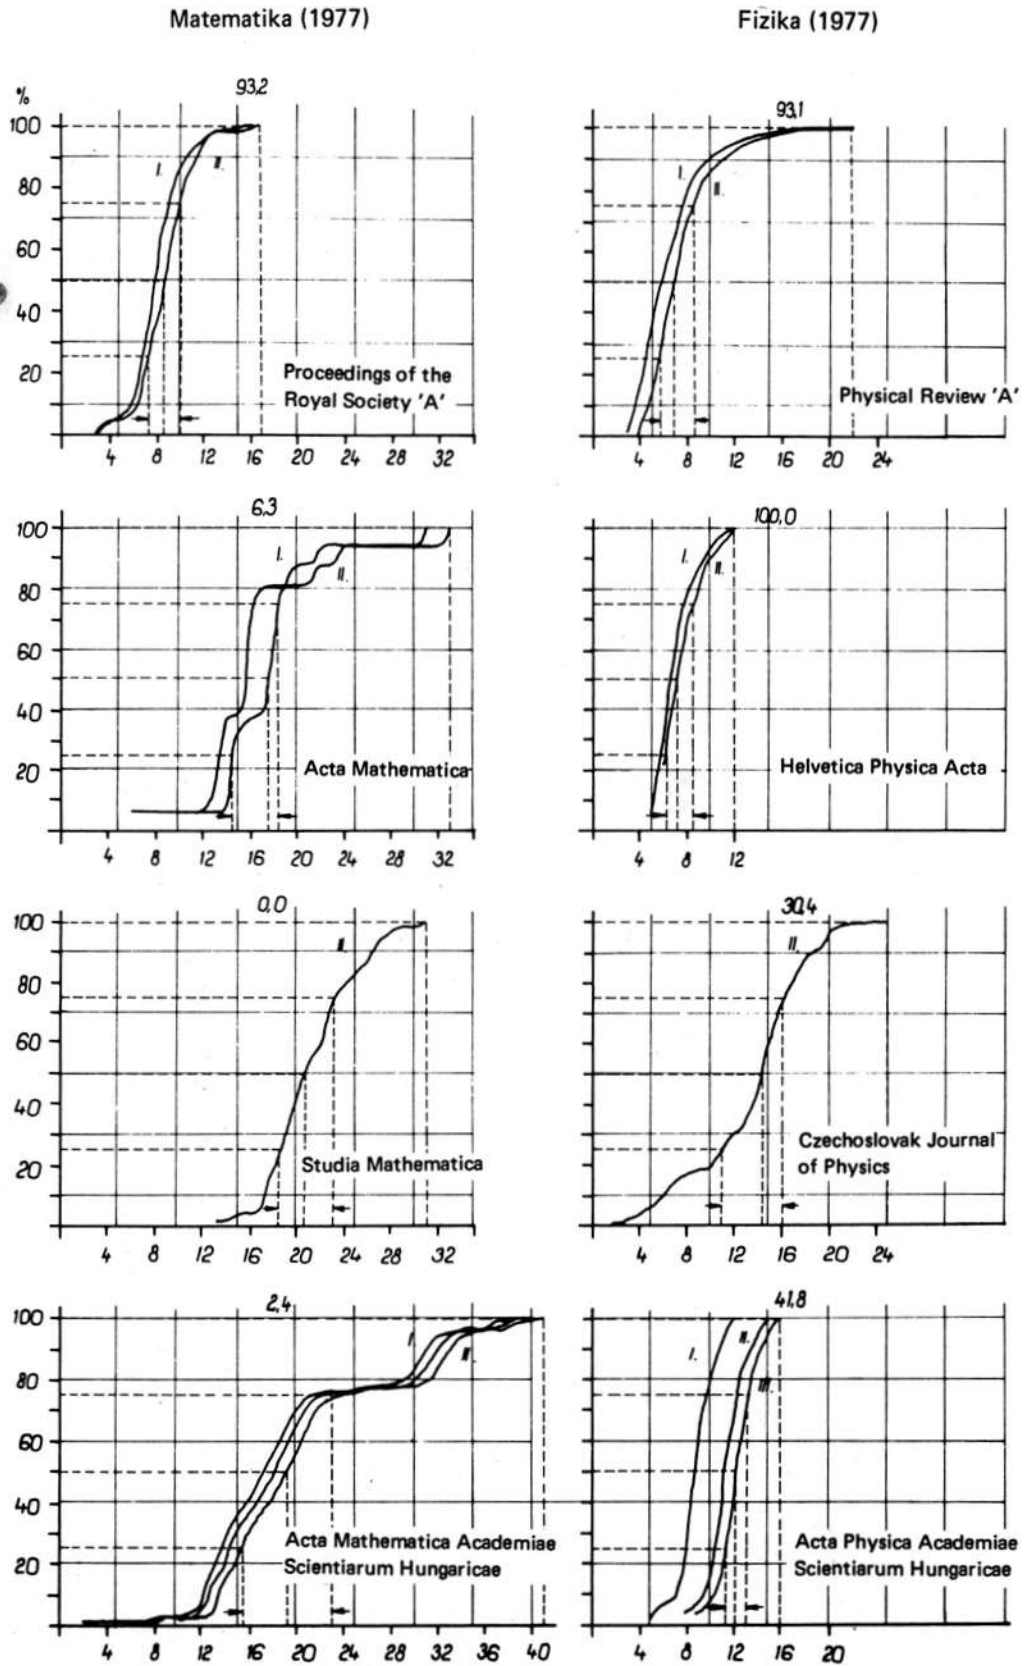 Matematika (1977)
Fizika (1977)
%
93,2
100
80
60
40
20
I.
II.
Proceedings of the
Royal Society 'A'
4 8 12 16 20 24 28 32
93,1
I.
II.
Physical Review 'A'
4 8 12 16 20 24
6,3
100
80
60
40
20
I.
II.
Acta Mathematica
4 8 12 16 20 24 28 32
100,0
I.
II.
Helvetica Physica Acta
4 8 12
0,0
100
80
60
40
20
II.
Studia Mathematica
4 8 12 16 20 24 28 32
30,4
II.
Czechoslovak Journal
of Physics
4 8 12 16 20 24
2,4
100
80
60
40
20
I.
II.
Acta Mathematica Academiae
Scientiarum Hungaricae
4 8 12 16 20 24 28 32 36 40
41,8
I.
II.
III.
Acta Physica Academiae
Scientiarum Hungaricae
4 8 12 16 20